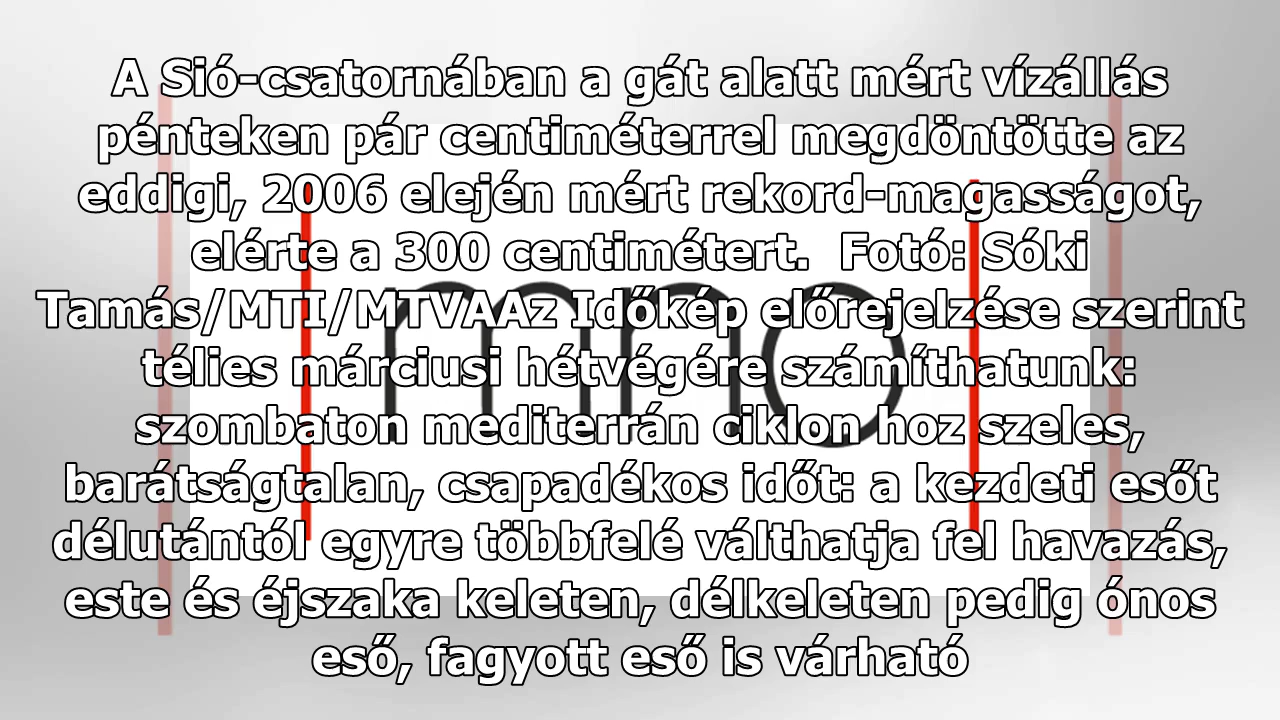 A Sió-csatornában a gát alatt mért vízállás
pénteken pár centiméterrel megdöntötte az
eddigi, 2006 elején mért rekord-magasságot,
elérte a 300 centimétert.  Fotó: Sóki
Tamás/MTI/MTVAAz Időkép előrejelzése szerint
télies márciusi hétvégére számíthatunk:
szombaton mediterrán ciklon hoz szeles,
barátságtalan, csapadékos időt: a kezdeti esőt
délutántól egyre többfelé válthatja fel havazás,
este és éjszaka keleten, délkeleten pedig ónos
eső, fagyott eső is várható
mno